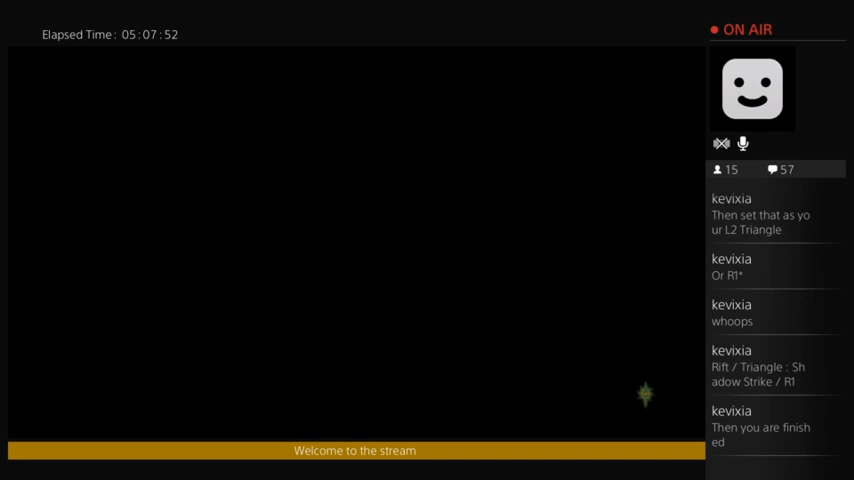 Elapsed Time: 05:07:52
ON AIR
15 57
kevixia
Then set that as yo
ur L2 Triangle
kevixia
Or R1*
kevixia
whoops
kevixia
Rift / Triangle : Sh
adow Strike / R1
kevixia
Then you are finish
ed
Welcome to the stream